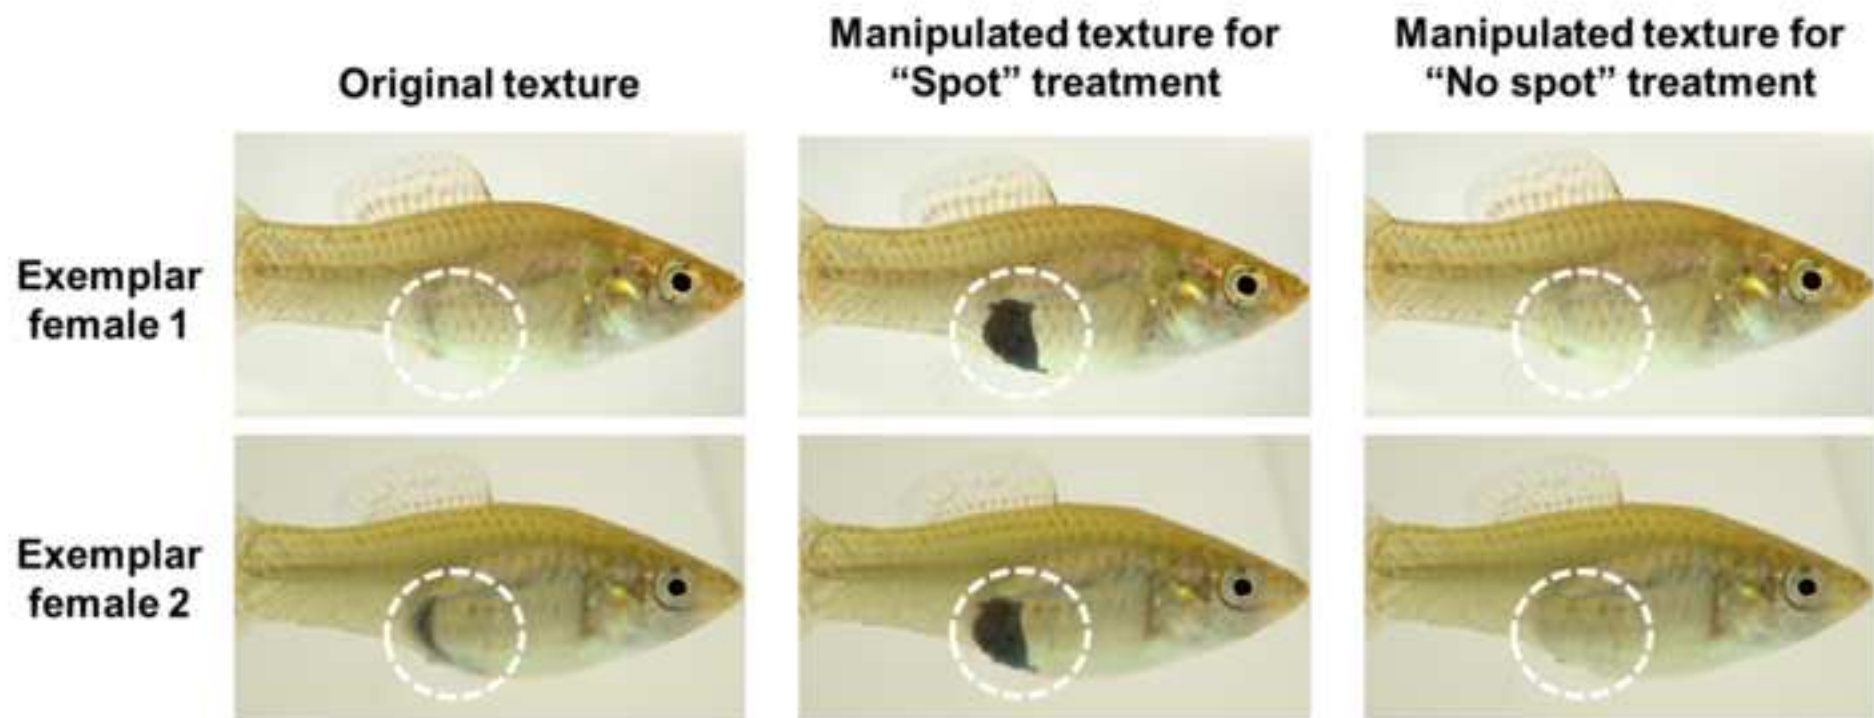 Original texture
Manipulated texture for
“Spot” treatment
Manipulated texture for
“No spot” treatment
Exemplar
female 1
Exemplar
female 2